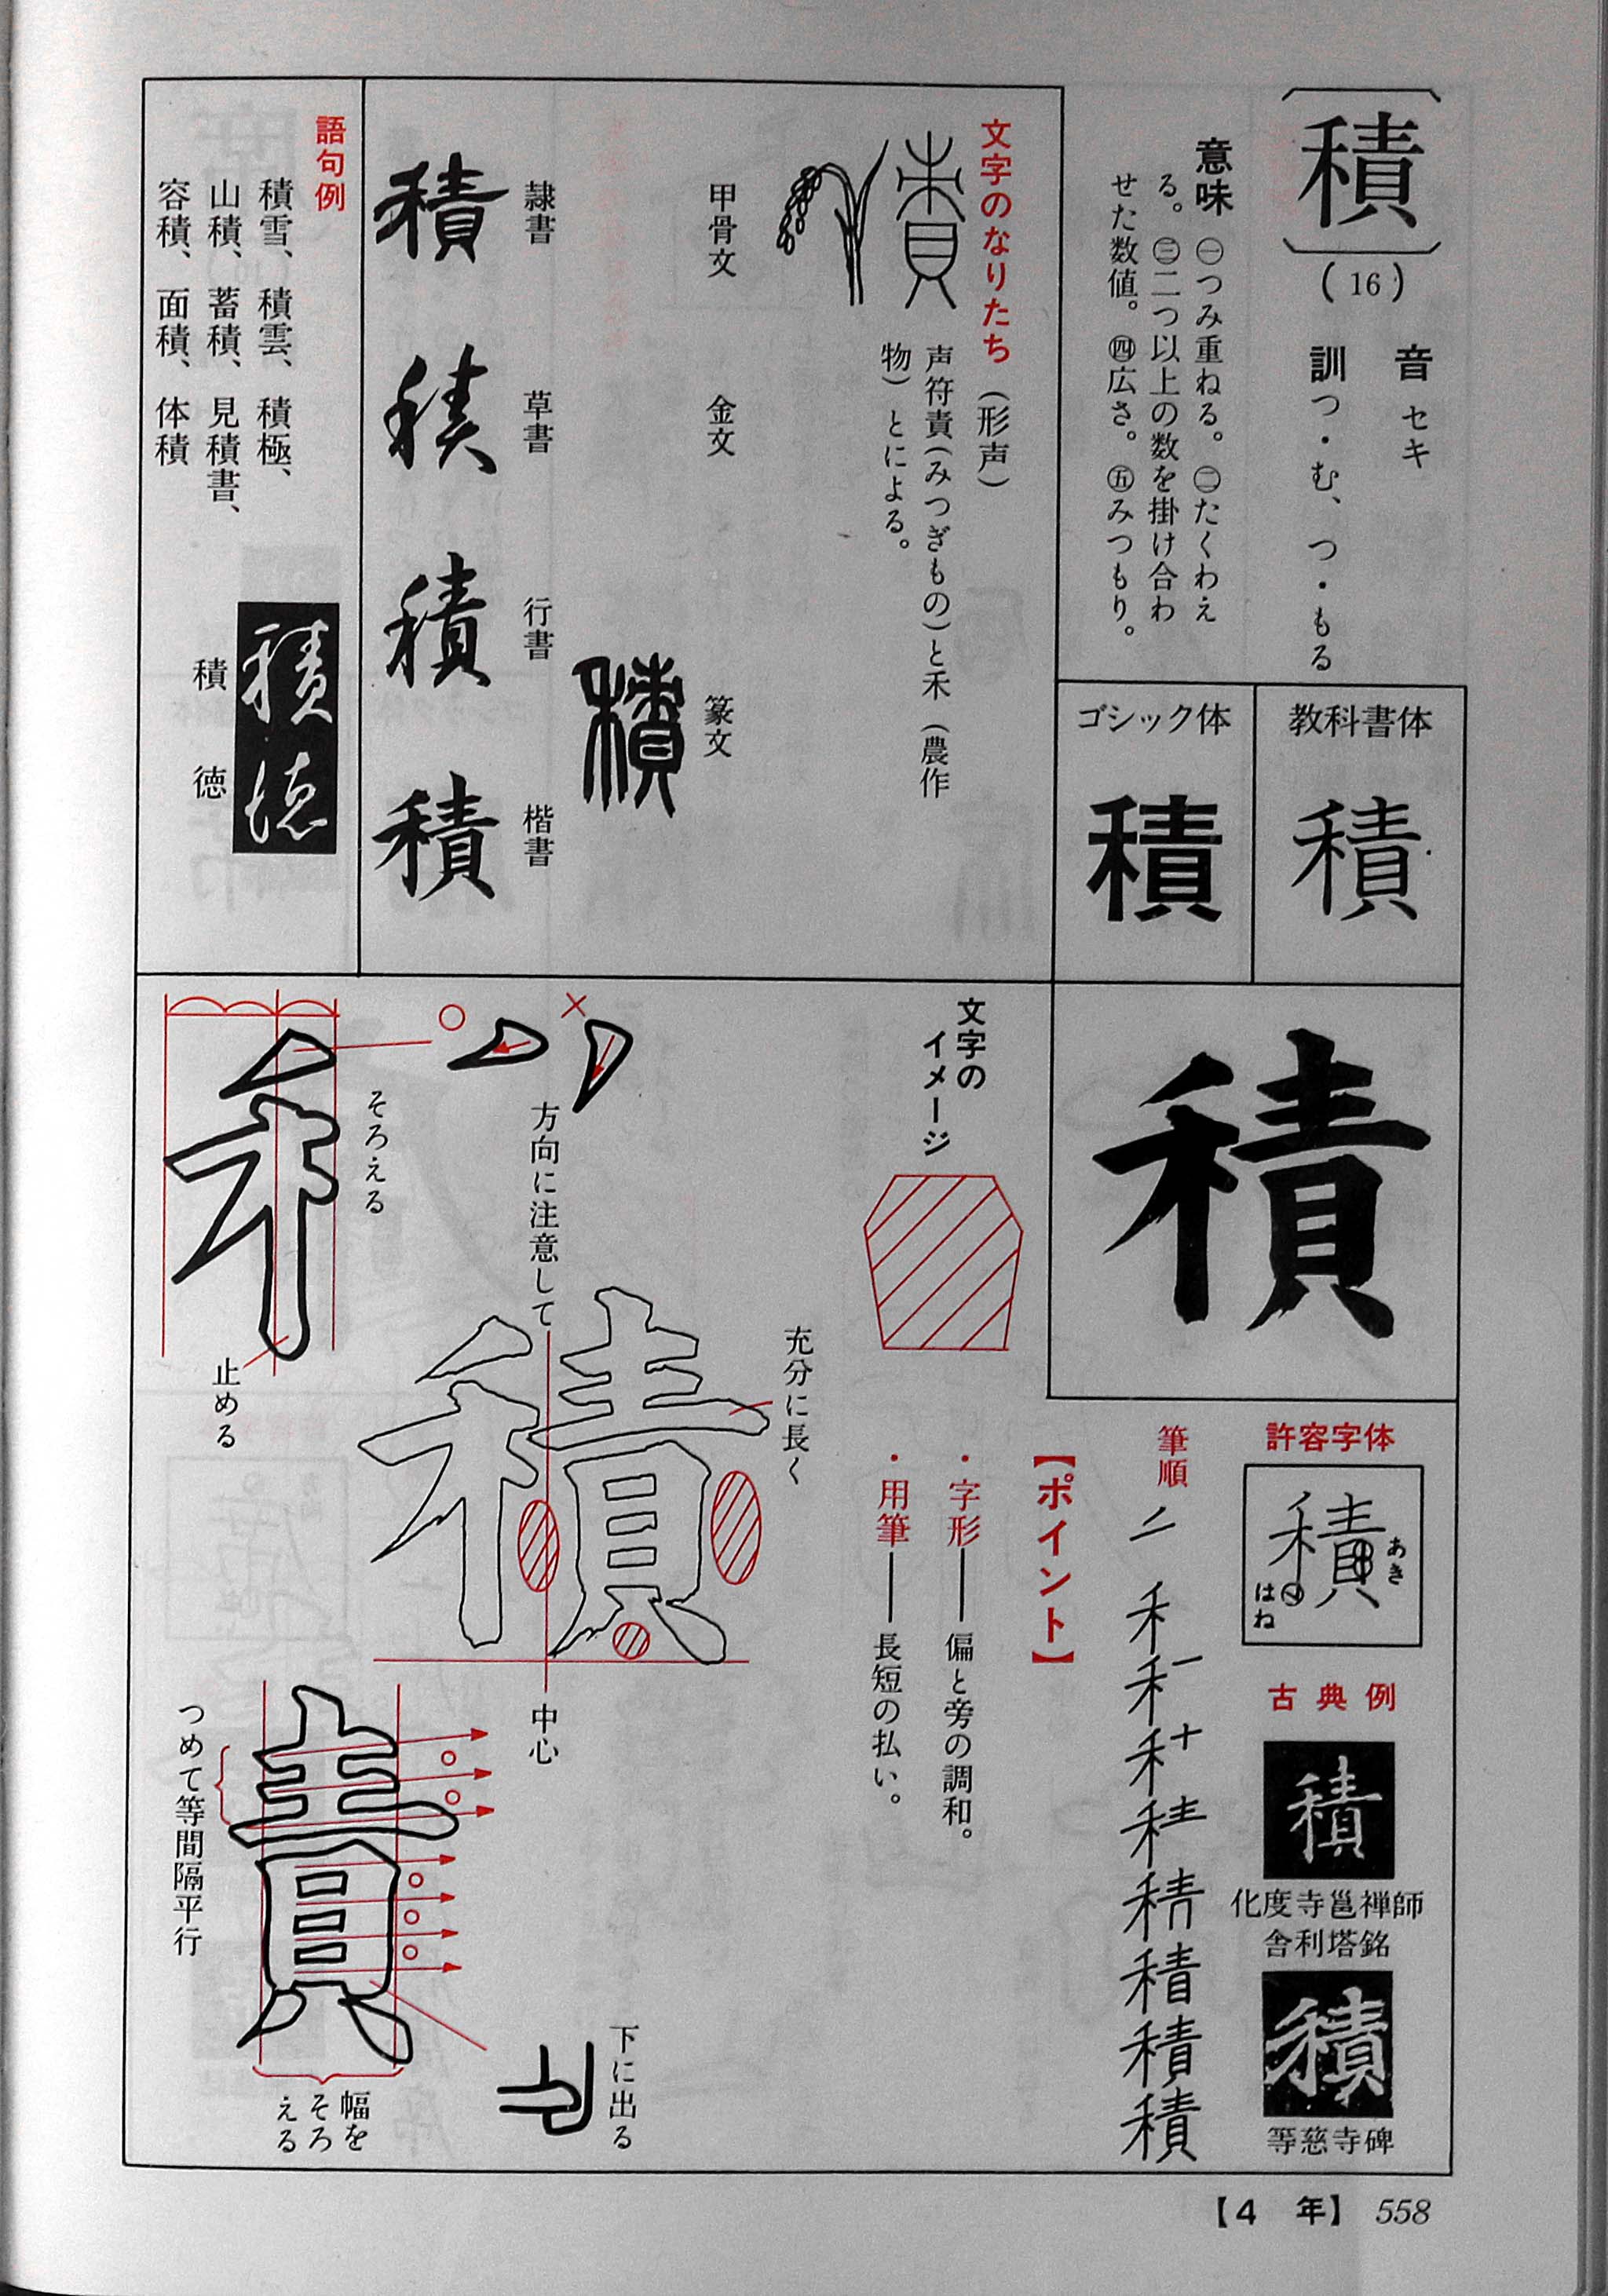 〔積〕(16)
音 セキ
訓 つ・む、つ・もる
意味 ㊀つみ重ねる。㊁たくわえ
る。㊂二つ以上の数を掛け合わ
せた数値。㊃広さ。㊄みつもり。
教科書体
積
ゴシック体
積
文字のなりたち(形声)
積
声符責(みつぎもの)と禾(農作
物)とによる。
甲骨文
金文
篆文
積
隷書
積
草書
積
行書
積
楷書
積
語句例
積雪、積雲、積極、
山積、蓄積、見積書、
容積、面積、体積
積徳
積徳
積
許容字体
積
あき
はね
古典例
積
化度寺邕禅師
舎利塔銘
積
等慈寺碑
筆順
【ポイント】
・字形──偏と旁の調和。
・用筆──長短の払い。
文字の
イメージ
充分に長く
積
中心
方向に注意して
○
×
そろえる
禾
止める
責
つめて等間隔平行
幅を
そろ
える
下に出る
【4 年】 558